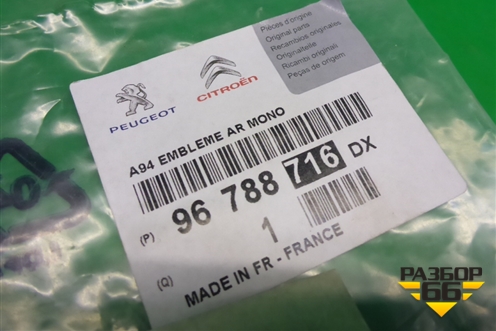 Pièces d'origine
Original parts
Recambios originales
Originalteile
Ricambi originali
Peças de origem
PEUGEOT
CITROËN
A94 EMBLEME AR MONO
(P) 96 788 716 DX
(Q) 1
MADE IN FR - FRANCE
РАЗБОР
66